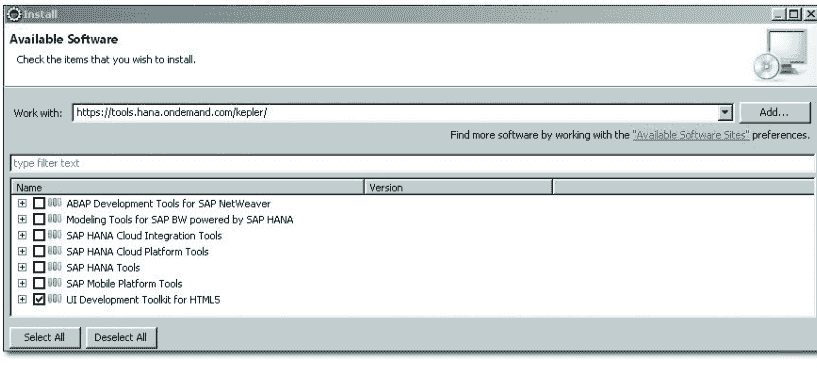 Install
Available Software
Check the items that you wish to install.
Work with: https://tools.hana.ondemand.com/kepler/ Add...
Find more software by working with the "Available Software Sites" preferences.
type filter text
Name Version
ABAP Development Tools for SAP NetWeaver
Modeling Tools for SAP BW powered by SAP HANA
SAP HANA Cloud Integration Tools
SAP HANA Cloud Platform Tools
SAP HANA Tools
SAP Mobile Platform Tools
UI Development Toolkit for HTML5
Select All Deselect All